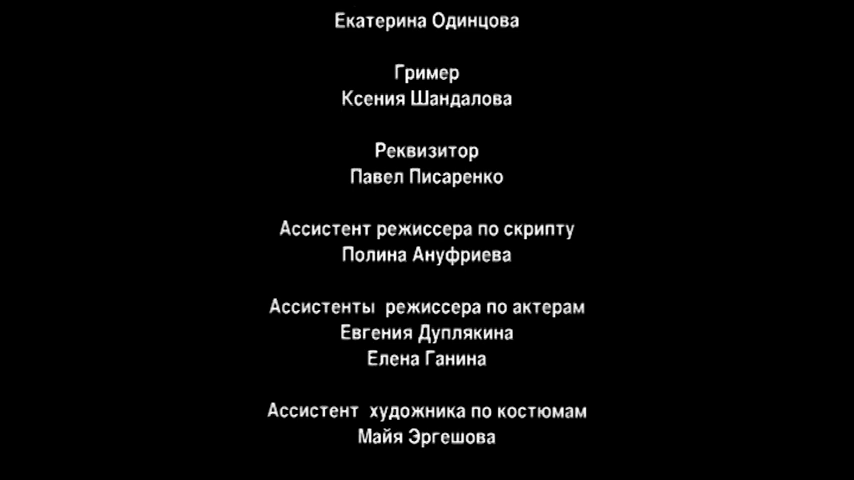 Екатерина Одинцова
Гример
Ксения Шандалова
Реквизитор
Павел Писаренко
Ассистент режиссера по скрипту
Полина Ануфриева
Ассистенты режиссера по актерам
Евгения Дуплякина
Елена Ганина
Ассистент художника по костюмам
Майя Эргешова